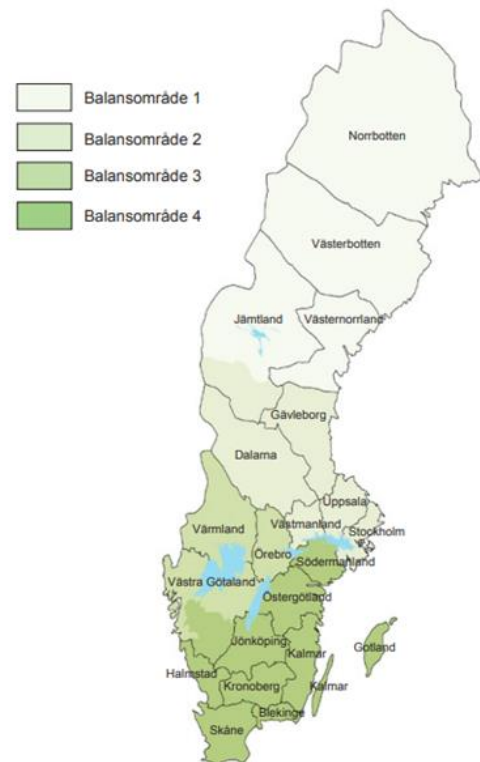 Balansområde 1
Balansområde 2
Balansområde 3
Balansområde 4
Norrbotten
Västerbotten
Jämtland
Västernorrland
Gävleborg
Dalarna
Uppsala
Värmland
Västmanland
Stockholm
Örebro
Södermanland
Västra Götaland
Östergötland
Jönköping
Kalmar
Gotland
Halmstad
Kronoberg
Kalmar
Blekinge
Skåne